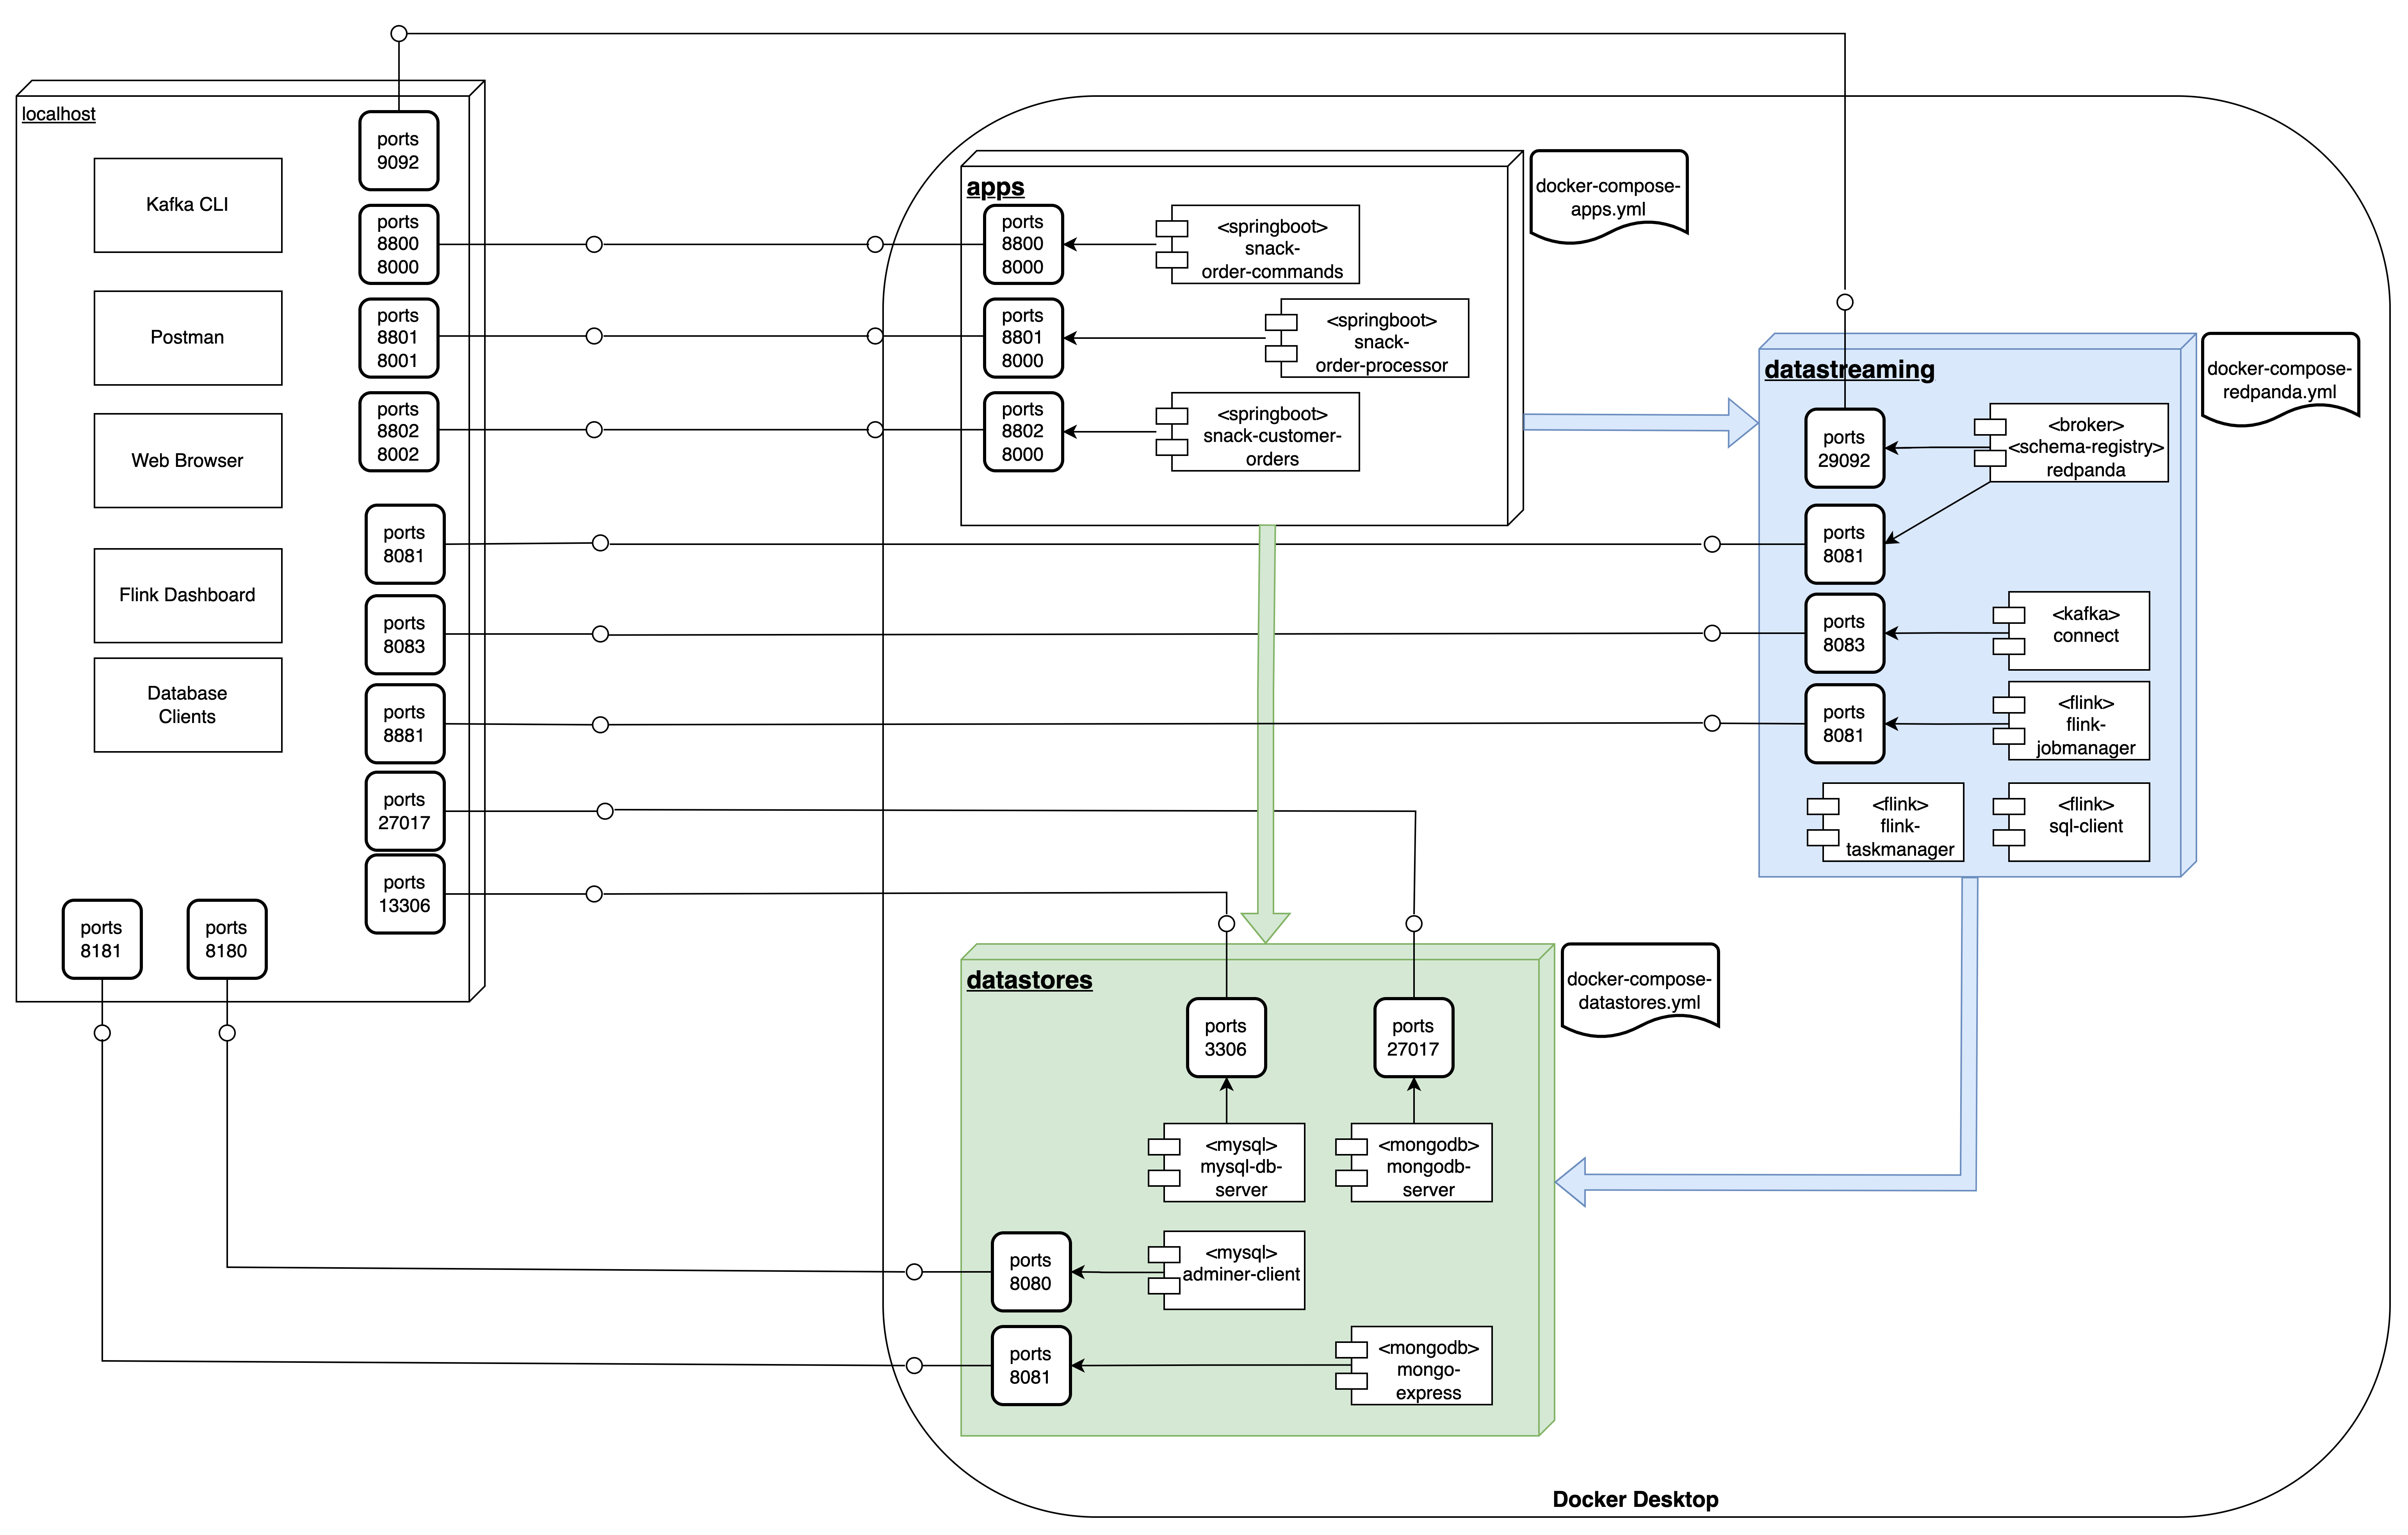 localhost
Kafka CLI
Postman
Web Browser
Flink Dashboard
Database
Clients
ports
9092
ports
8800
8000
ports
8801
8001
ports
8802
8002
ports
8081
ports
8083
ports
8881
ports
27017
ports
13306
ports
8181
ports
8180
apps
ports
8800
8000
<springboot>
snack-
order-commands
ports
8801
8000
<springboot>
snack-
order-processor
ports
8802
8000
<springboot>
snack-customer-
orders
docker-compose-
apps.yml
datastreaming
ports
29092
<broker>
<schema-registry>
redpanda
ports
8081
ports
8083
<kafka>
connect
ports
8081
<flink>
flink-
jobmanager
<flink>
flink-
taskmanager
<flink>
sql-client
docker-compose-
redpanda.yml
datastores
ports
3306
ports
27017
<mysql>
mysql-db-
server
<mongodb>
mongodb-
server
ports
8080
<mysql>
adminer-client
ports
8081
<mongodb>
mongo-
express
docker-compose-
datastores.yml
Docker Desktop